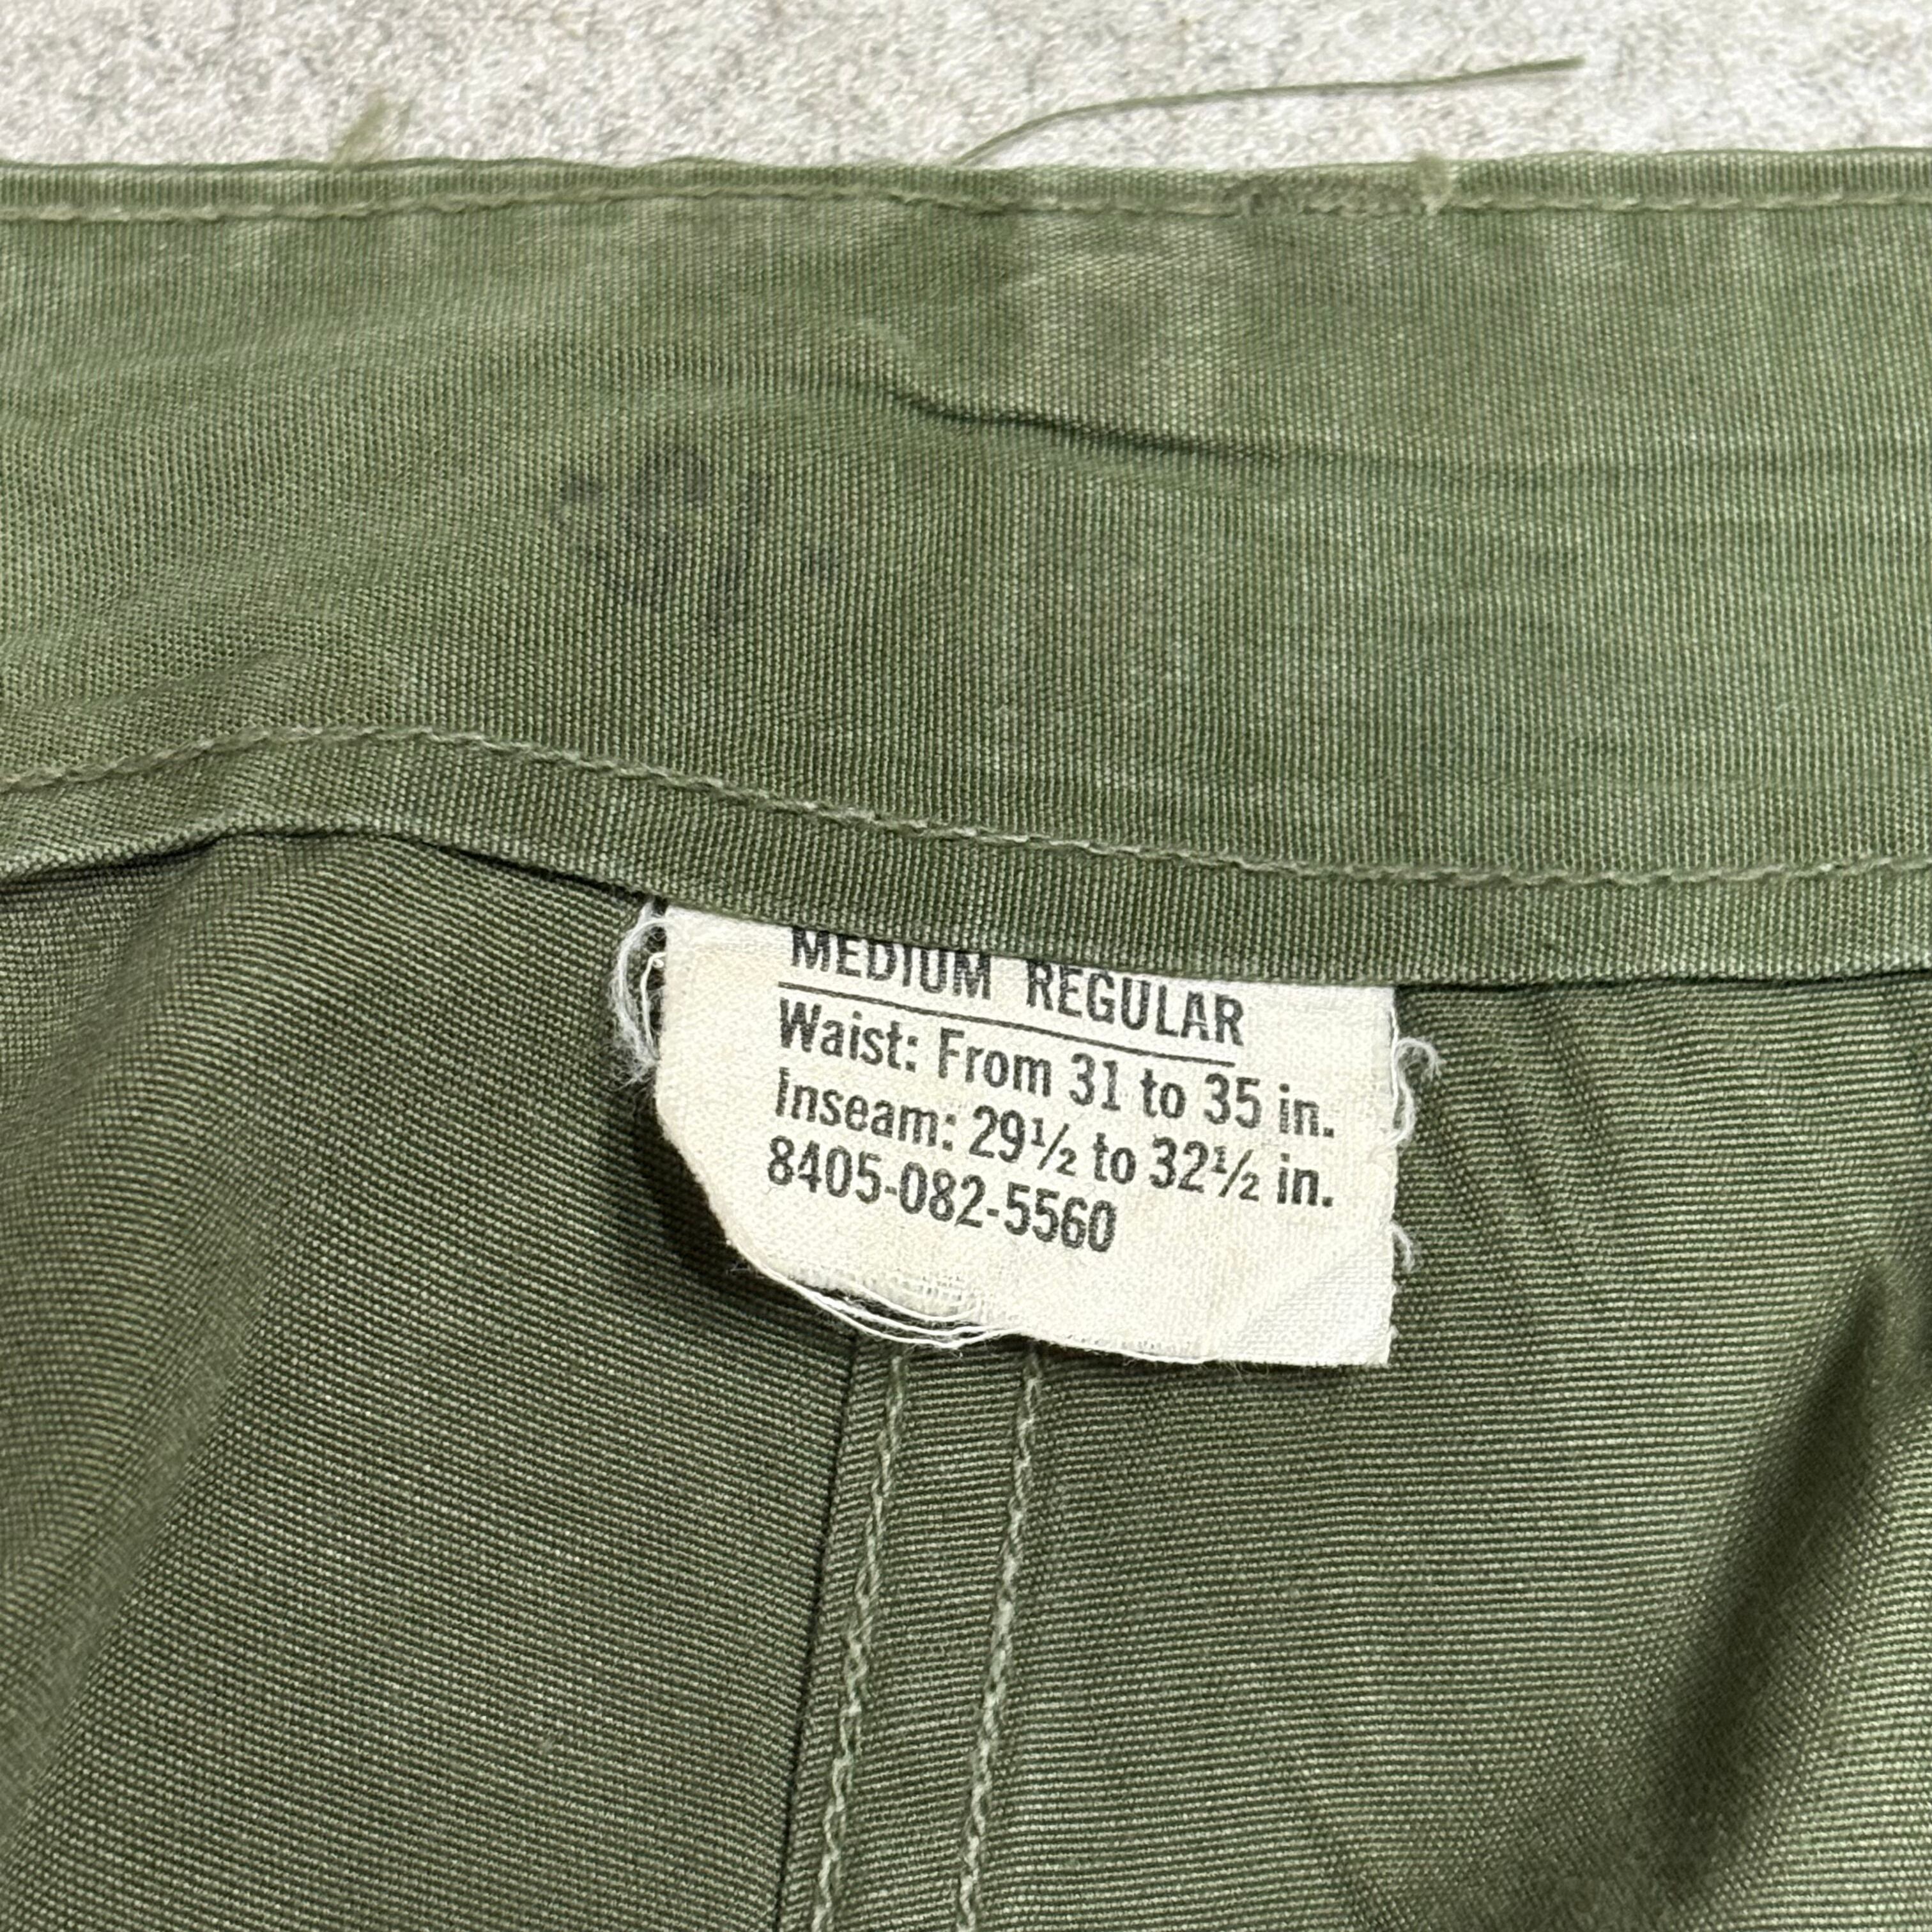 MEDIUM REGULAR
Waist: From 31 to 35 in.
Inseam: 29½ to 32½ in.
8405-082-5560